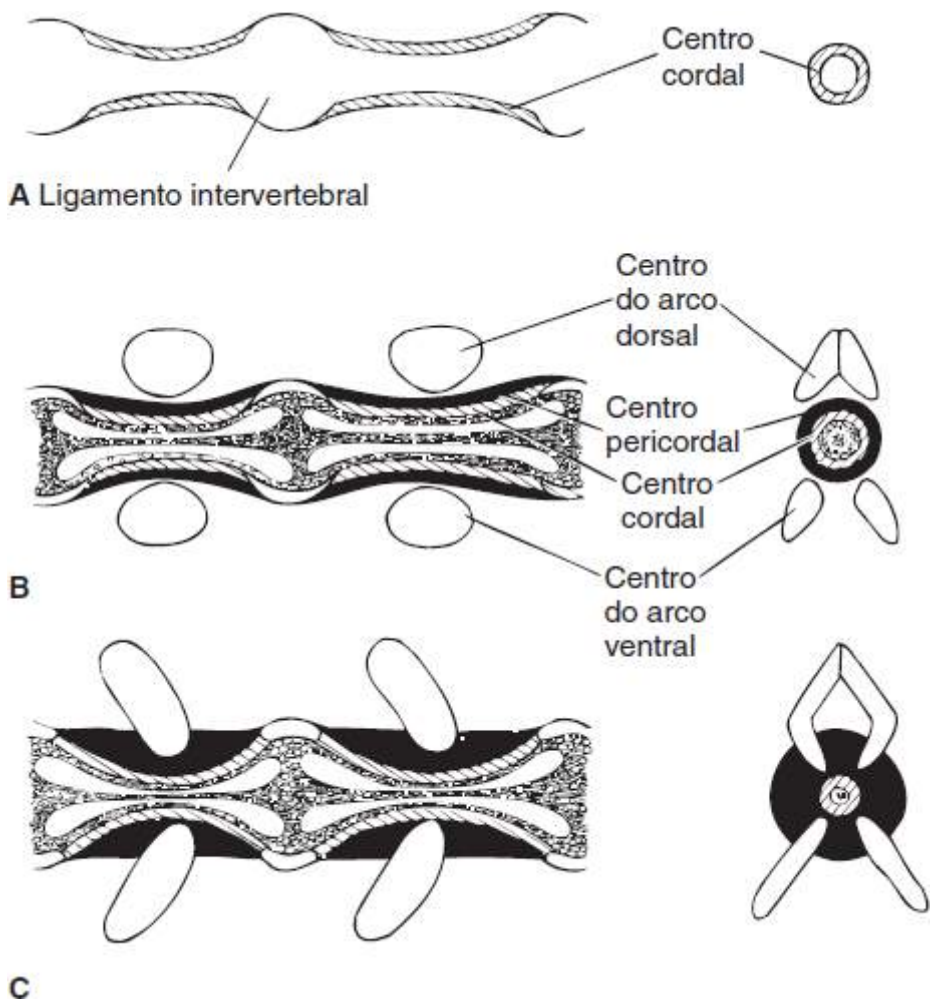 Centro
cordal
A Ligamento intervertebral
Centro
do arco
dorsal
Centro
pericordal
Centro
cordal
B
Centro
do arco
ventral
C